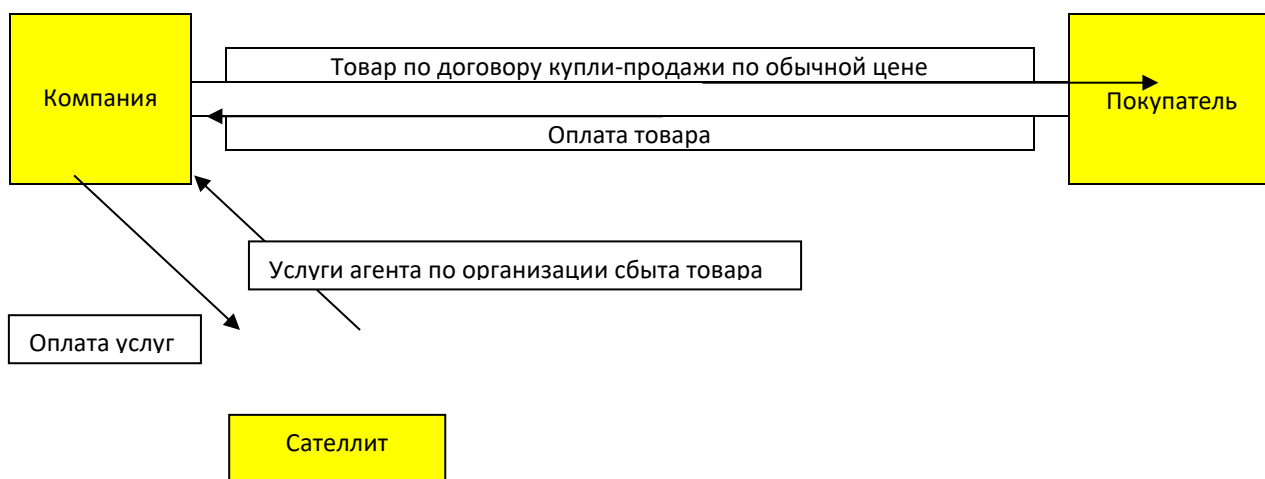 Товар по договору купли-продажи по обычной цене
Компания
Покупатель
Оплата товара
Услуги агента по организации сбыта товара
Оплата услуг
Сателлит